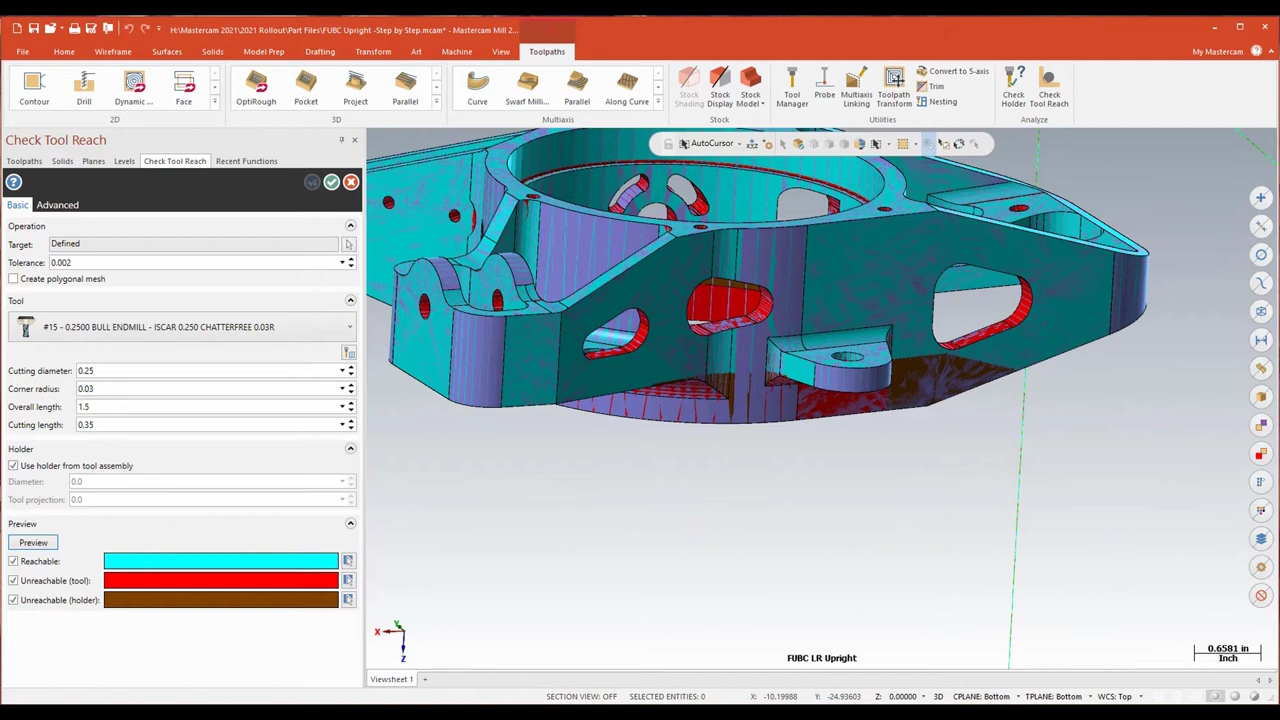 H:\Mastercam 2021\2021 Rollout\Part Files\FUBC Upright -Step by Step.mcam* - Mastercam Mill 2...
File Home Wireframe Surfaces Solids Model Prep Drafting Transform Art Machine View Toolpaths My Mastercam
Contour Drill Dynamic ... Face
2D
OptiRough Pocket Project Parallel
3D
Curve Swarf Milli... Parallel Along Curve
Multiaxis
Stock Shading Stock Display Stock Model
Stock
Tool Manager Probe Multiaxis Linking Toolpath Transform Convert to 5-axis Trim Nesting
Utilities
Check Holder Check Tool Reach
Analyze
Check Tool Reach
Toolpaths Solids Planes Levels Check Tool Reach Recent Functions
AutoCursor
Basic Advanced
Operation
Target: Defined
Tolerance: 0.002
Create polygonal mesh
Tool
#15 - 0.2500 BULL ENDMILL - ISCAR 0.250 CHATTERFREE 0.03R
Cutting diameter: 0.25
Corner radius: 0.03
Overall length: 1.5
Cutting length: 0.35
Holder
Use holder from tool assembly
Diameter: 0.0
Tool projection: 0.0
Preview
Preview
Reachable:
Unreachable (tool):
Unreachable (holder):
Y
X
Z
FUBC LR Upright
0.6581 in
Inch
Viewsheet 1 +
SECTION VIEW: OFF SELECTED ENTITIES: 0 X: -10.19988 Y: -24.93603 Z: 0.00000 3D CPLANE: Bottom TPLANE: Bottom WCS: Top